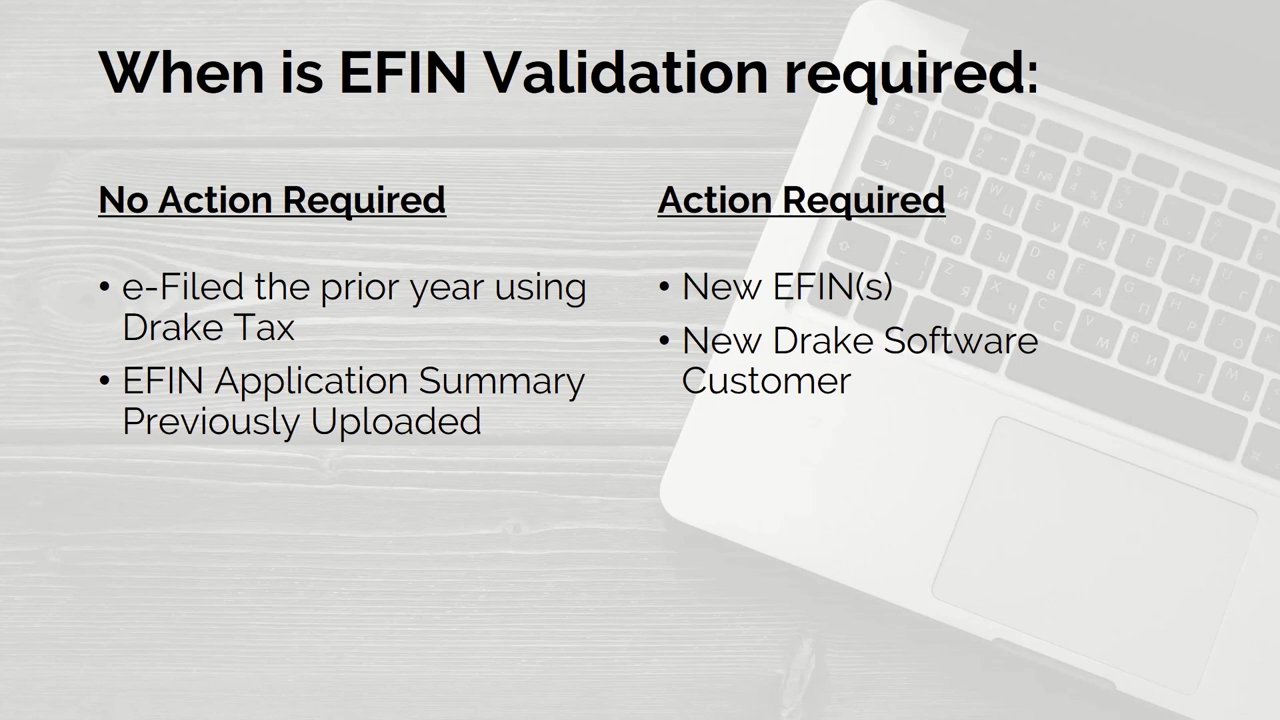 When is EFIN Validation required:
No Action Required
• e-Filed the prior year using
Drake Tax
• EFIN Application Summary
Previously Uploaded
Action Required
• New EFIN(s)
• New Drake Software
Customer